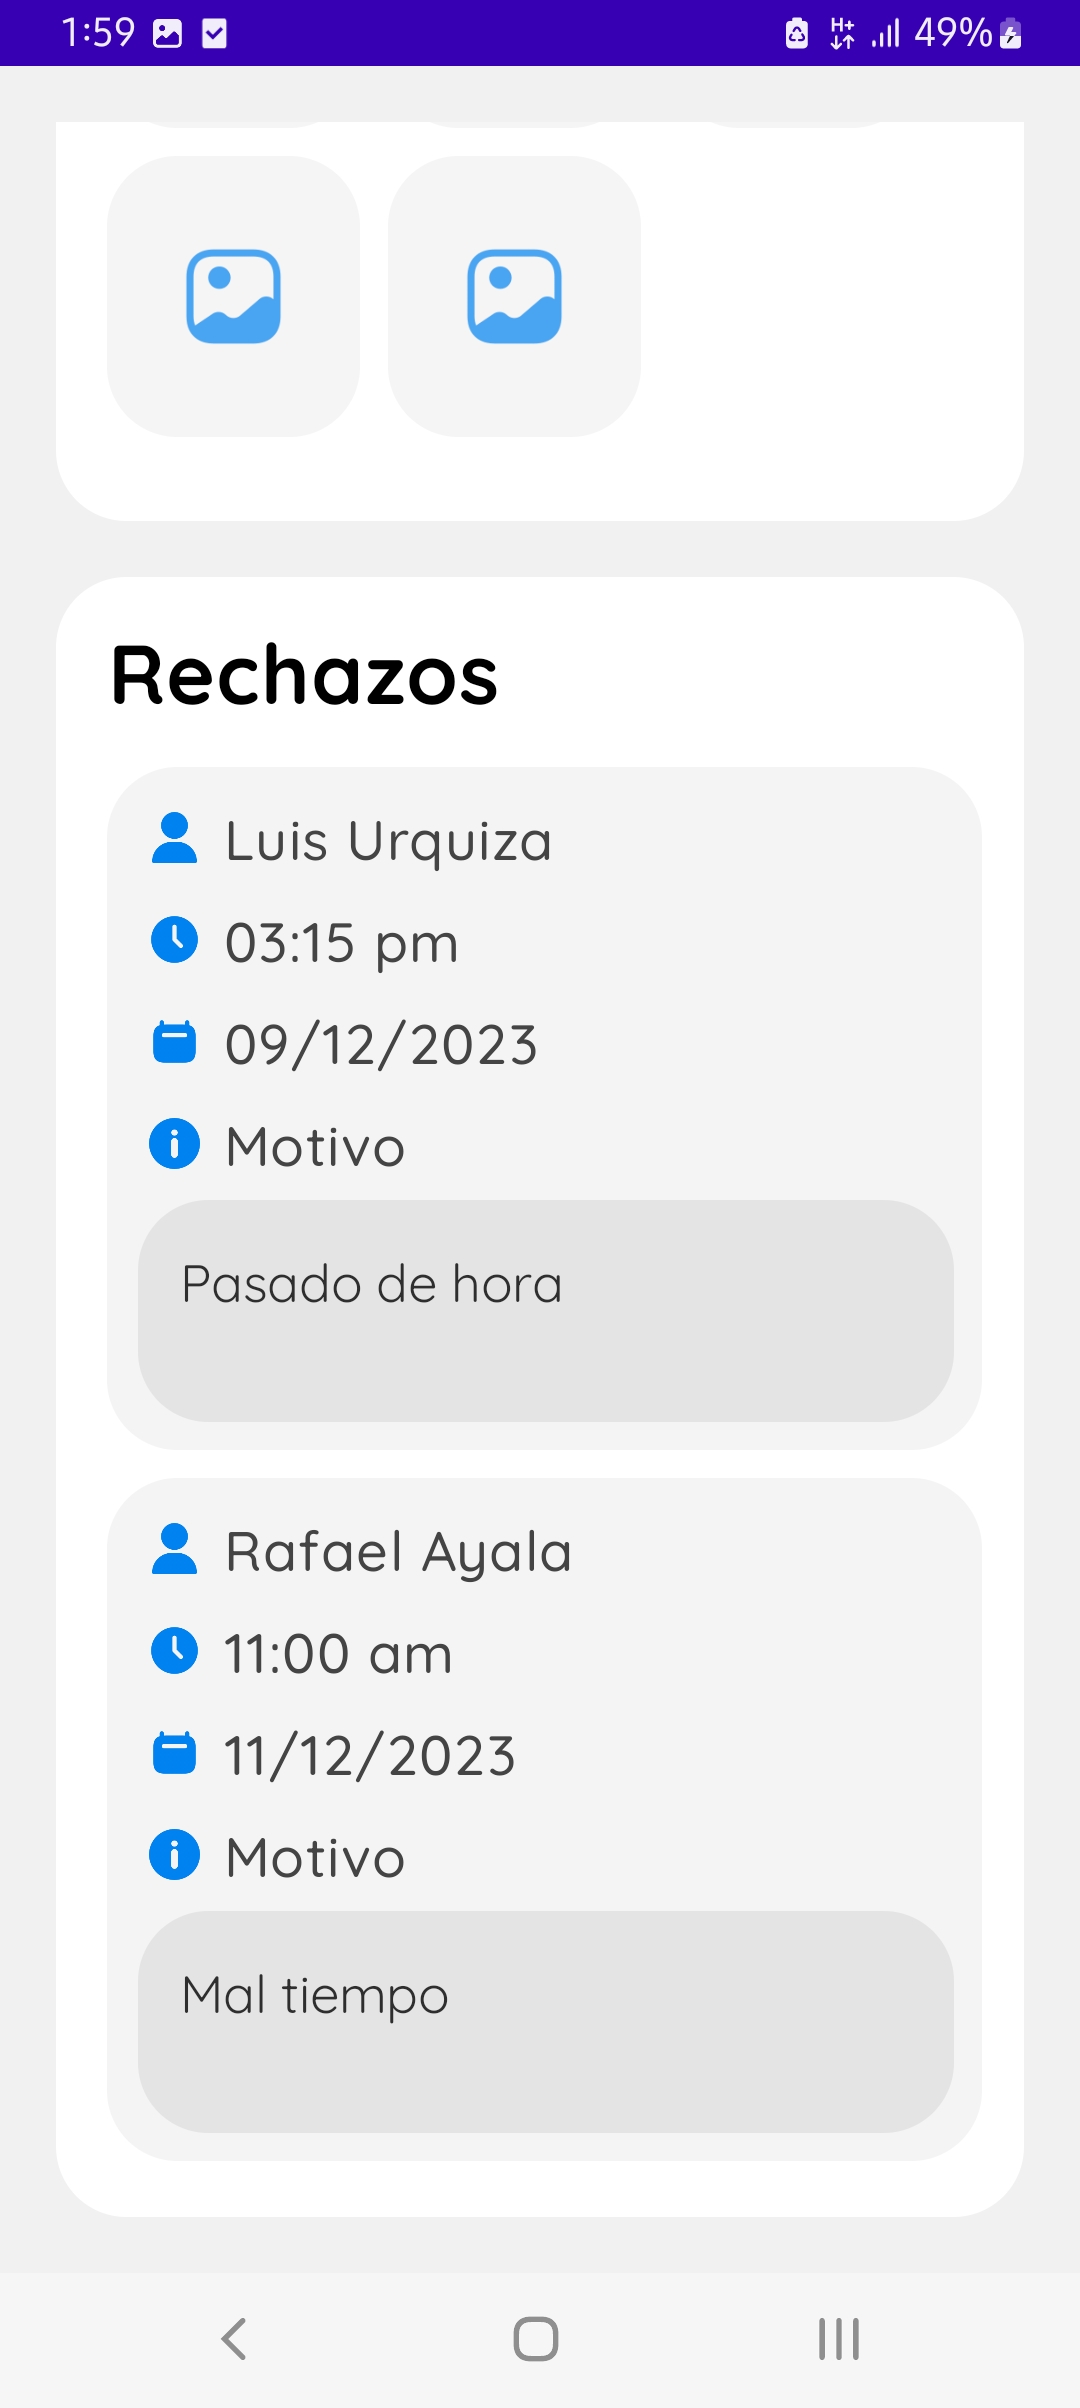 1:59
H+
49%
Rechazos
Luis Urquiza
03:15 pm
09/12/2023
Motivo
Pasado de hora
Rafael Ayala
11:00 am
11/12/2023
Motivo
Mal tiempo